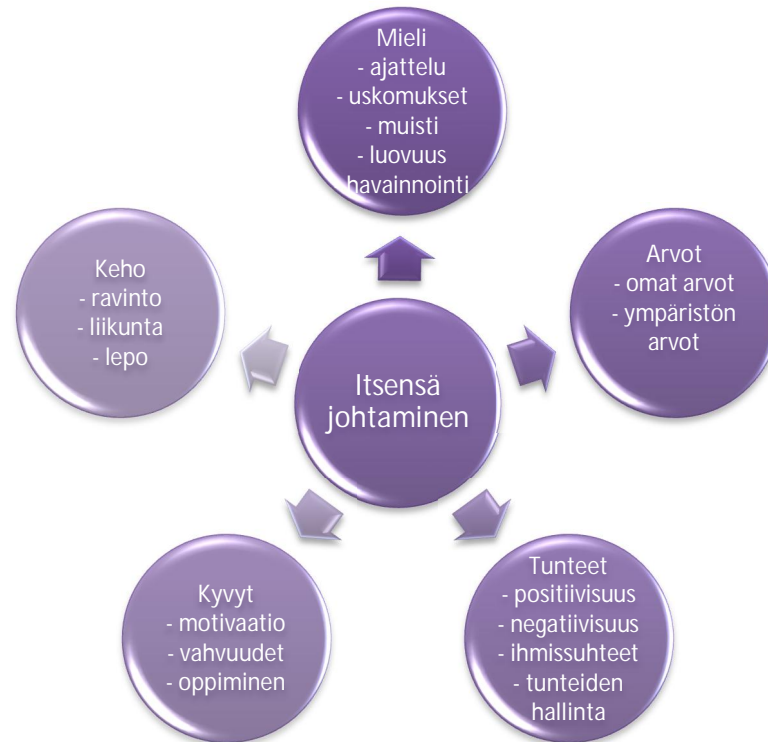 Mieli
- ajattelu
- uskomukset
- muisti
- luovuus
havainnointi
Arvot
- omat arvot
- ympäristön
arvot
Tunteet
- positiivisuus
- negatiivisuus
- ihmissuhteet
- tunteiden
hallinta
Kyvyt
- motivaatio
- vahvuudet
- oppiminen
Keho
- ravinto
- liikunta
- lepo
Itsensä
johtaminen